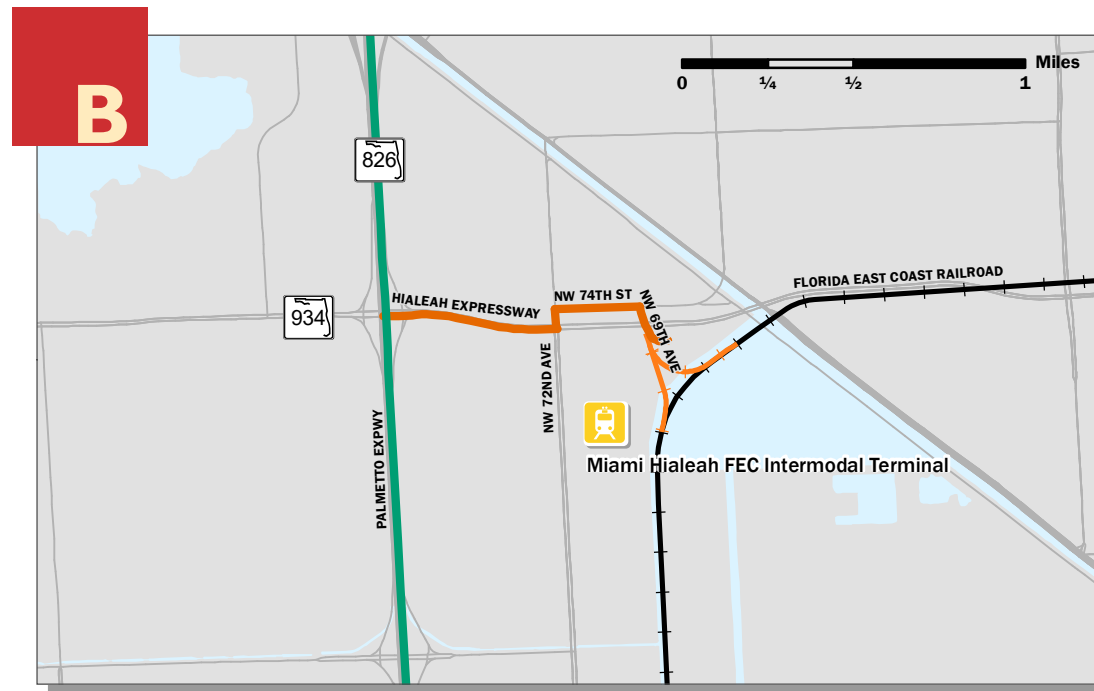 B
Miles
0 ¼ ½ 1
826
FLORIDA EAST COAST RAILROAD
HIALEAH EXPRESSWAY
NW 74TH ST
NW 69TH AVE
934
NW 72ND AVE
PALMETTO EXPWY
Miami Hialeah FEC Intermodal Terminal